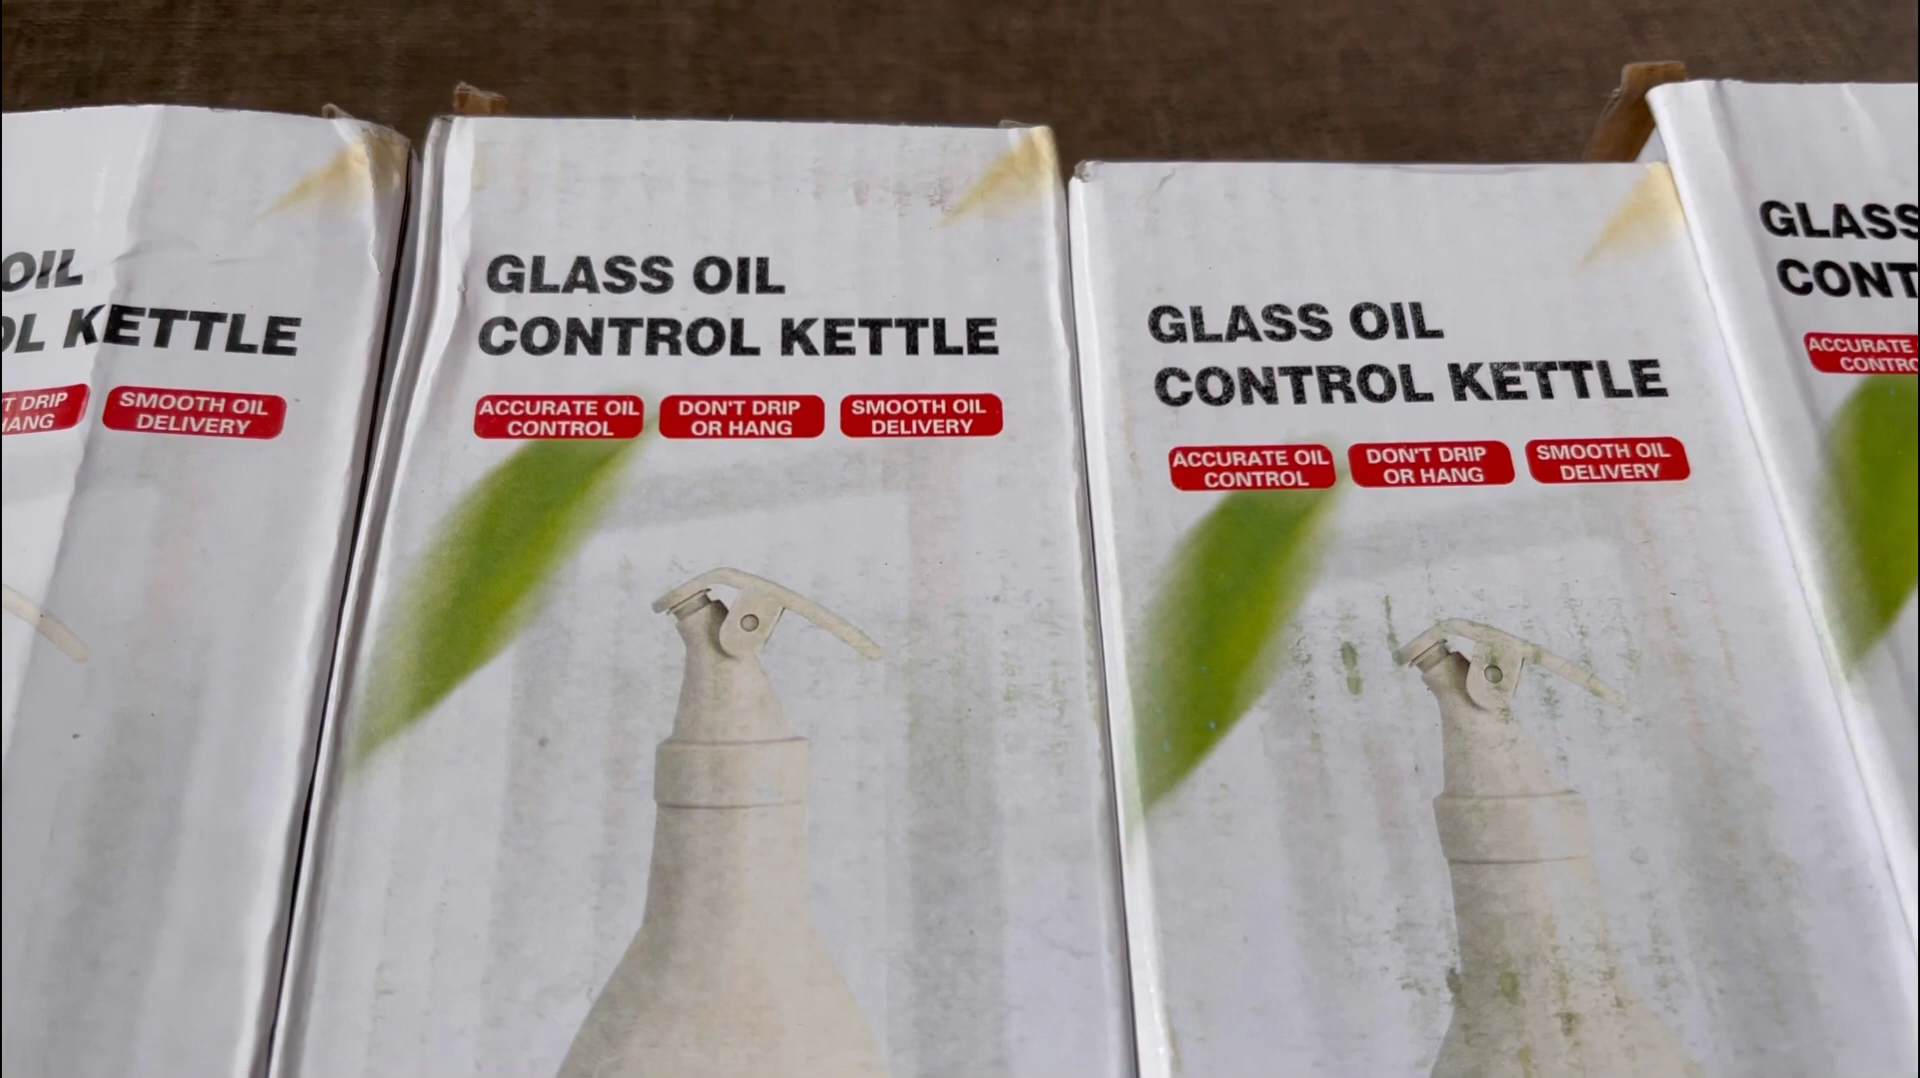 OIL
OL KETTLE
T DRIP
HANG
SMOOTH OIL
DELIVERY
GLASS OIL
CONTROL KETTLE
ACCURATE OIL
CONTROL
DON'T DRIP
OR HANG
SMOOTH OIL
DELIVERY
GLASS OIL
CONTROL KETTLE
ACCURATE OIL
CONTROL
DON'T DRIP
OR HANG
SMOOTH OIL
DELIVERY
GLASS
CONT
ACCURATE
CONTRO